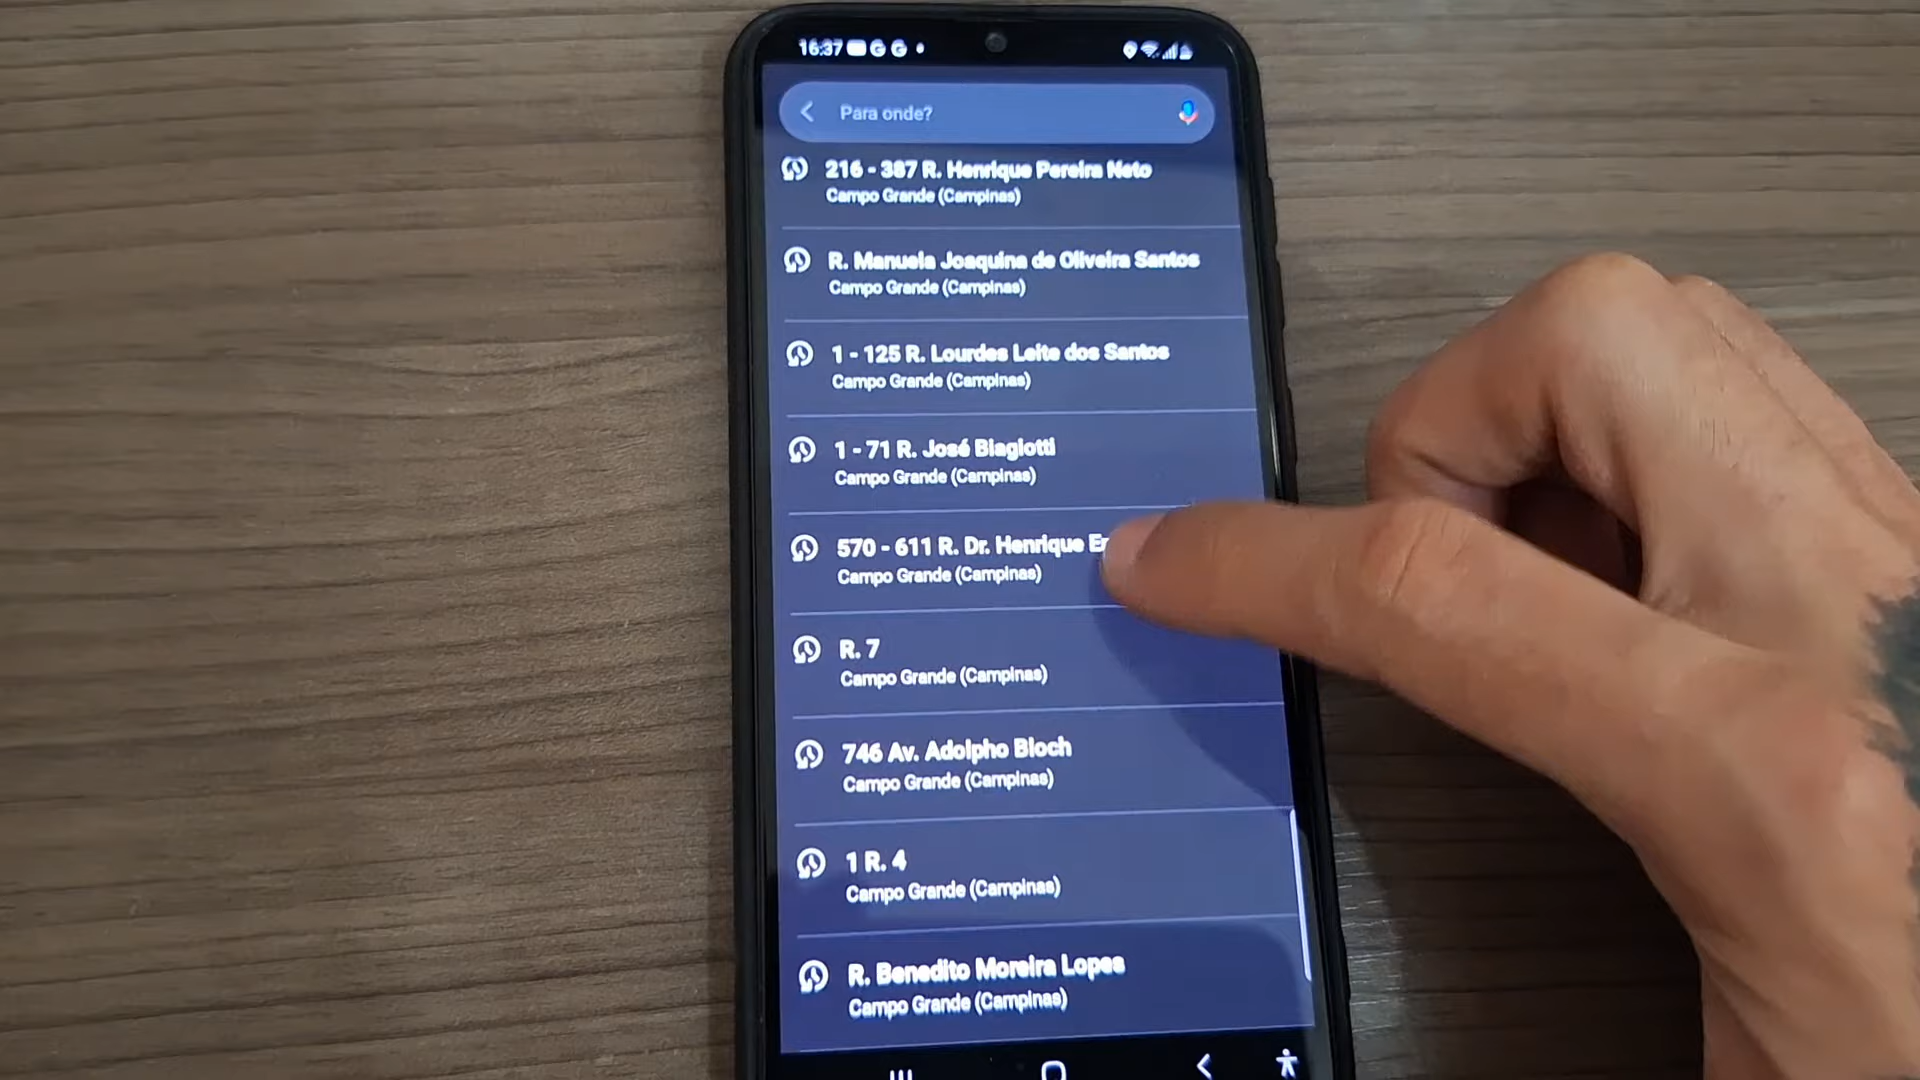 16:37
Para onde?
216 - 387 R. Henrique Pereira Neto
Campo Grande (Campinas)
R. Manuela Joaquina de Oliveira Santos
Campo Grande (Campinas)
1 - 125 R. Lourdes Leite dos Santos
Campo Grande (Campinas)
1 - 71 R. José Biagiotti
Campo Grande (Campinas)
570 - 611 R. Dr. Henrique
Campo Grande (Campinas)
R. 7
Campo Grande (Campinas)
746 Av. Adolpho Bloch
Campo Grande (Campinas)
1 R. 4
Campo Grande (Campinas)
R. Benedito Moreira Lopes
Campo Grande (Campinas)